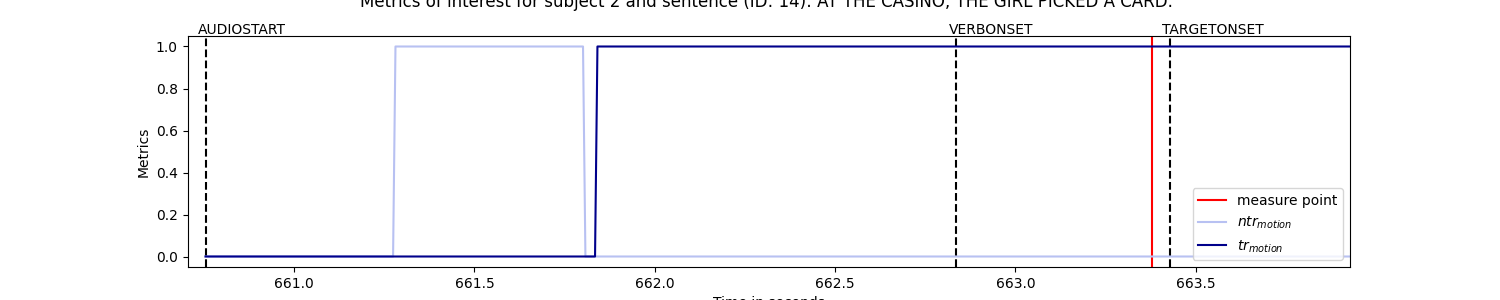 Metrics of interest for subject 2 and sentence (ID: 14): AT THE CASINO, THE GIRL PICKED A CARD.
AUDIOSTART VERBONSET TARGETONSET
1.0
0.8
0.6
0.4
0.2
0.0
Metrics
measure point
ntr_motion
tr_motion
661.0 661.5 662.0 662.5 663.0 663.5
Time in seconds